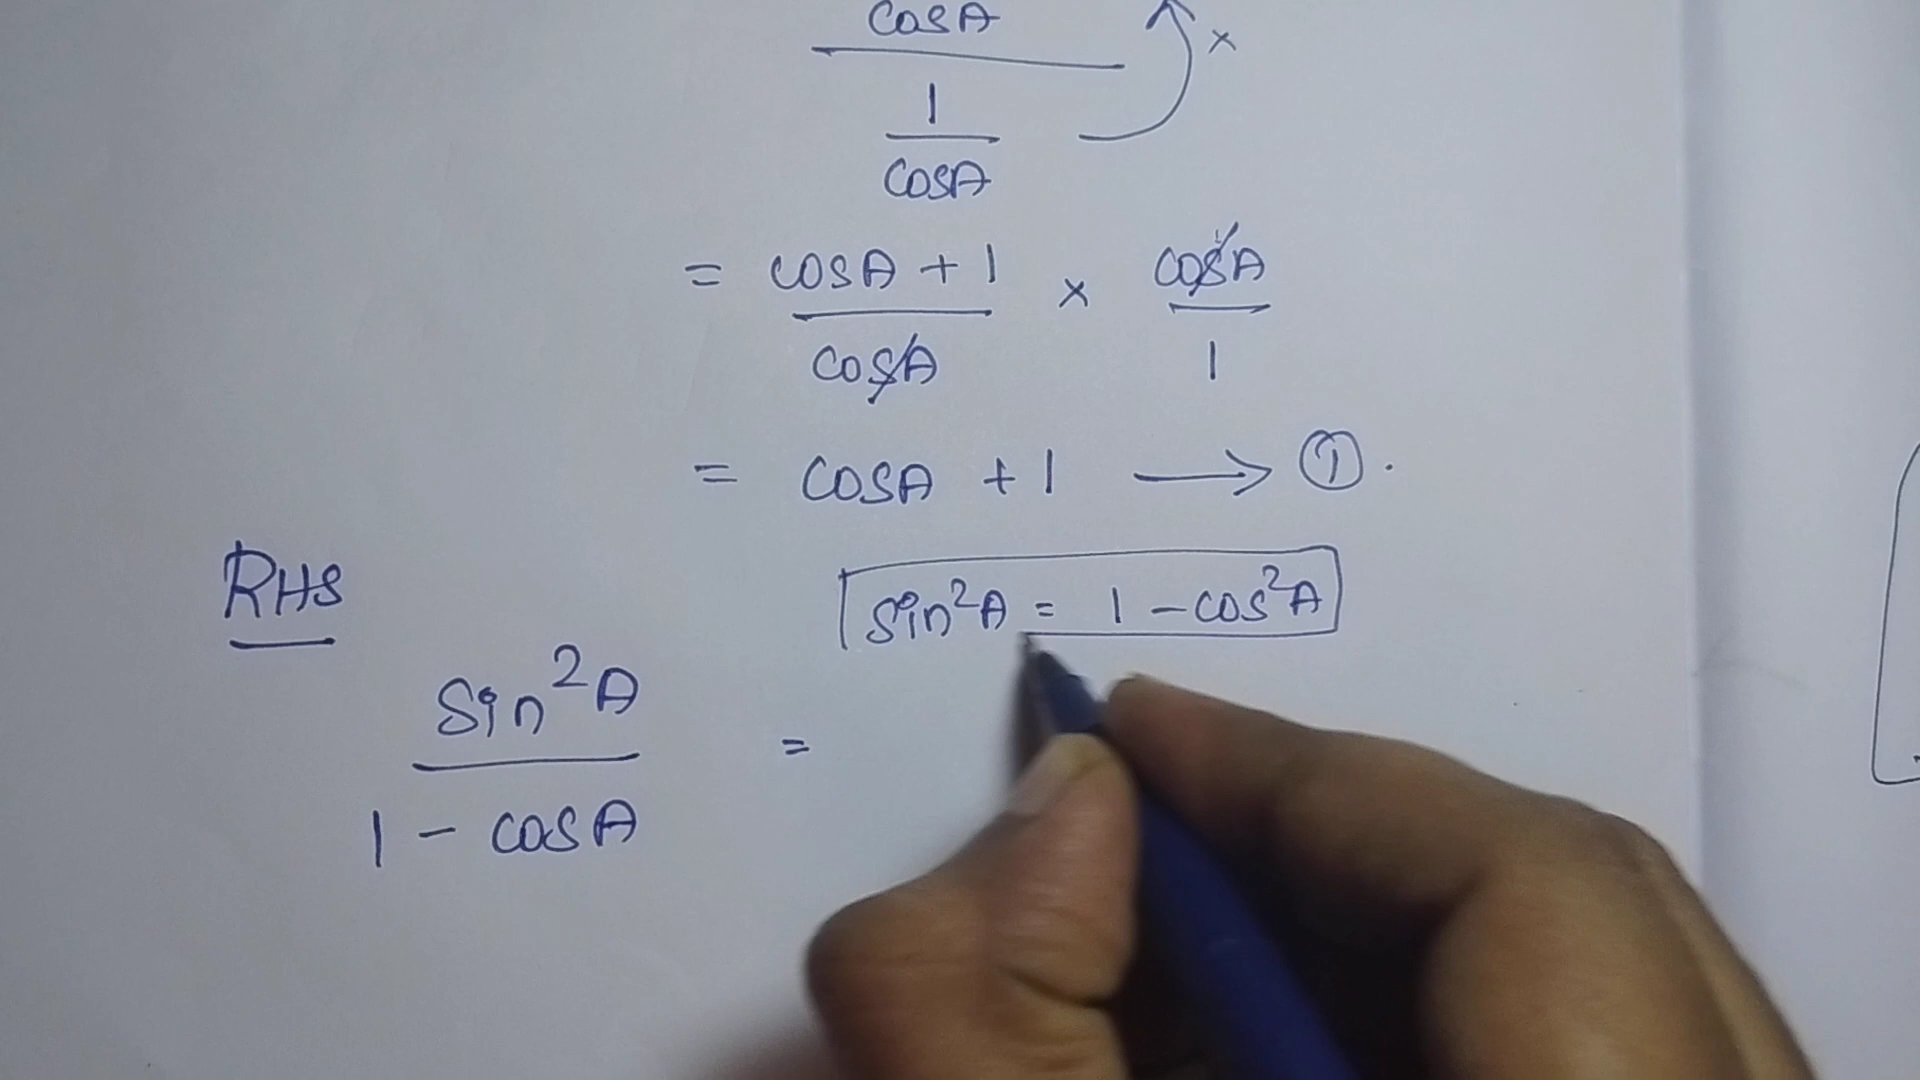 cosA
×
1
cosA
= cosA + 1 × cosA
cosA 1
= cosA + 1 → ①.
RHS
sin²A = 1 - cos²A
sin²A =
1 - cosA